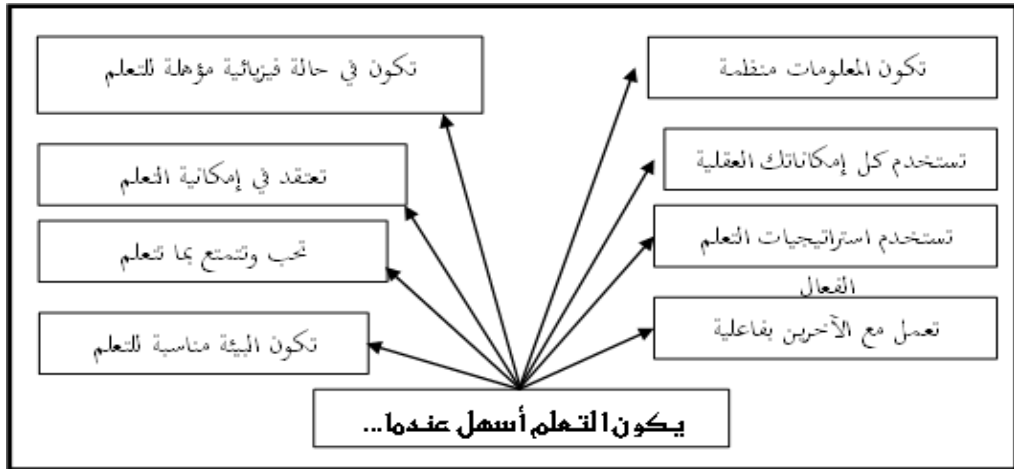 تكون المعلومات منظمة
تكون في حالة فيزيائية مؤهلة للتعلم
تستخدم كل إمكاناتك العقلية
تعتقد في إمكانية التعلم
تستخدم استراتيجيات التعلم
الفعال
تحب وتتمتع بما تتعلم
تعمل مع الآخرين بفاعلية
تكون البيئة مناسبة للتعلم
يكون التعلم أسهل عندما...